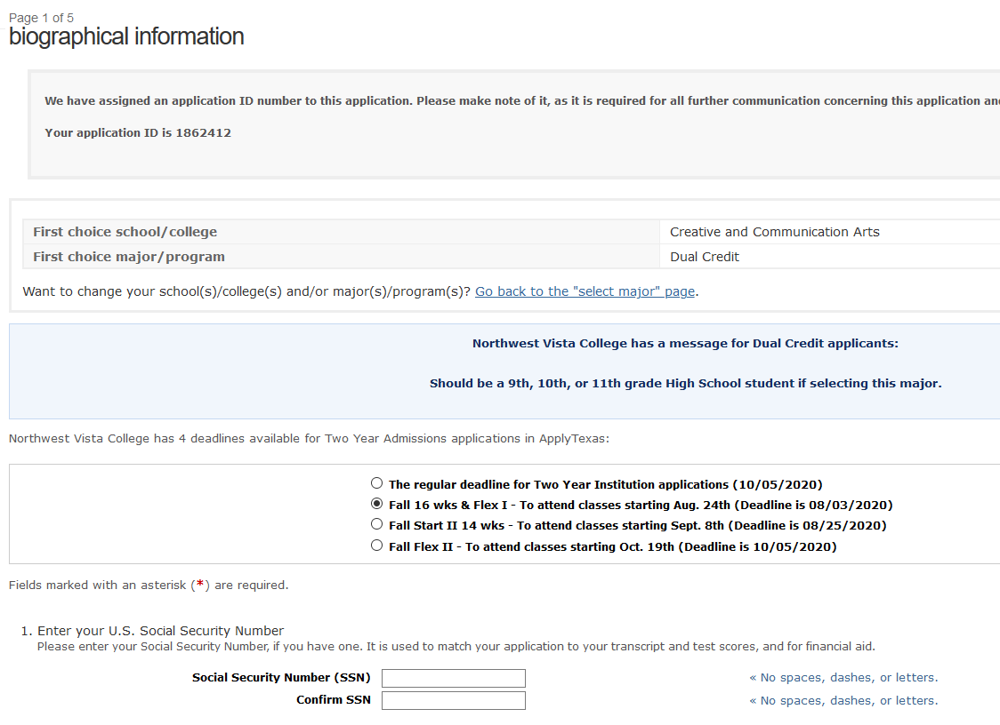 Page 1 of 5
biographical information
We have assigned an application ID number to this application. Please make note of it, as it is required for all further communication concerning this application
Your application ID is 1862412
First choice school/college
Creative and Communication Arts
First choice major/program
Dual Credit
Want to change your school(s)/college(s) and/or major(s)/program(s)? Go back to the "select major" page.
Northwest Vista College has a message for Dual Credit applicants:
Should be a 9th, 10th, or 11th grade High School student if selecting this major.
Northwest Vista College has 4 deadlines available for Two Year Admissions applications in ApplyTexas:
The regular deadline for Two Year Institution applications (10/05/2020)
Fall 16 wks & Flex I - To attend classes starting Aug. 24th (Deadline is 08/03/2020)
Fall Start II 14 wks - To attend classes starting Sept. 8th (Deadline is 08/25/2020)
Fall Flex II - To attend classes starting Oct. 19th (Deadline is 10/05/2020)
Fields marked with an asterisk (*) are required.
1. Enter your U.S. Social Security Number
Please enter your Social Security Number, if you have one. It is used to match your application to your transcript and test scores, and for financial aid.
Social Security Number (SSN)
« No spaces, dashes, or letters.
Confirm SSN
« No spaces, dashes, or letters.